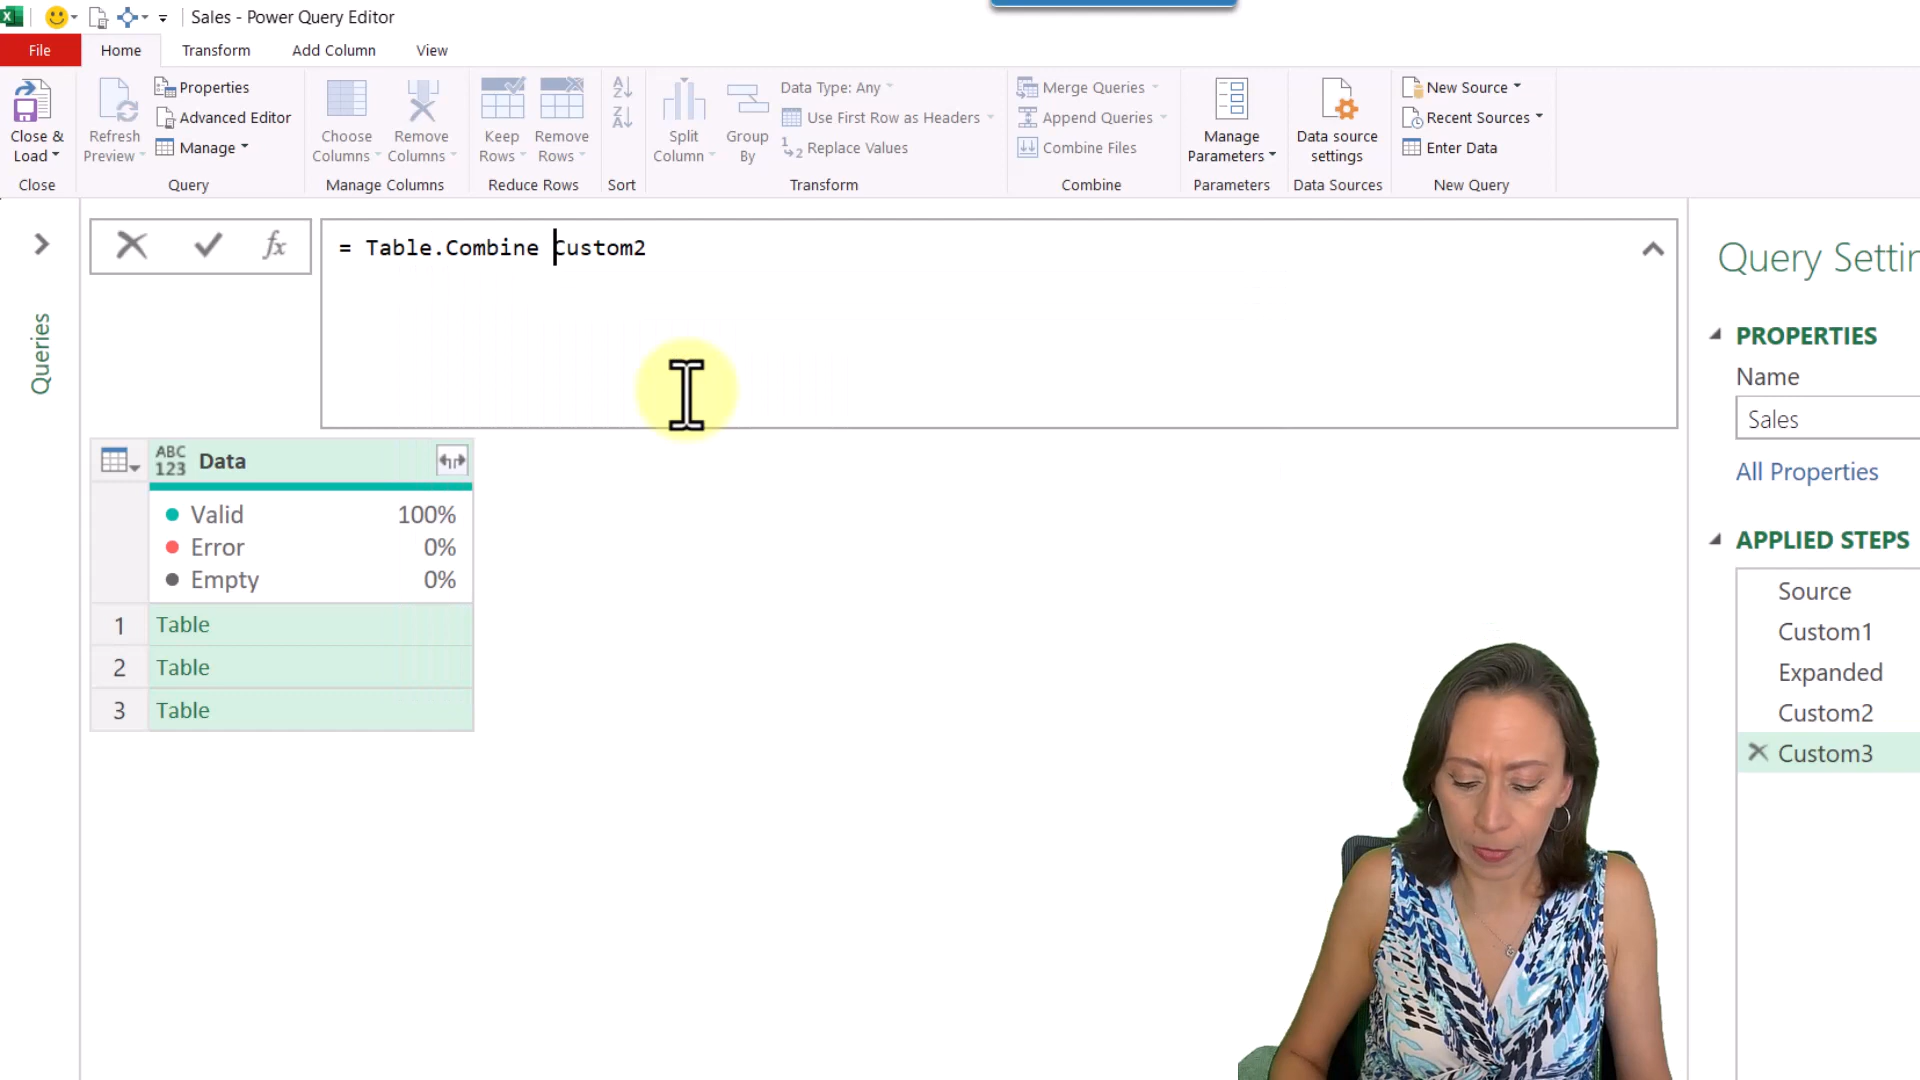 Sales - Power Query Editor
File
Home
Transform
Add Column
View
Close &
Load
Close
Refresh
Preview
Properties
Advanced Editor
Manage
Query
Choose
Columns
Remove
Columns
Manage Columns
Keep
Rows
Remove
Rows
Reduce Rows
A
Z
Z
A
Sort
Split
Column
Group
By
Data Type: Any
Use First Row as Headers
1
2 Replace Values
Transform
Merge Queries
Append Queries
Combine Files
Combine
Manage
Parameters
Parameters
Data source
settings
Data Sources
New Source
Recent Sources
Enter Data
New Query
Queries
fx
= Table.Combine Custom2
ABC
123
Data
Valid 100%
Error 0%
Empty 0%
1 Table
2 Table
3 Table
Query Settin
PROPERTIES
Name
Sales
All Properties
APPLIED STEPS
Source
Custom1
Expanded
Custom2
Custom3